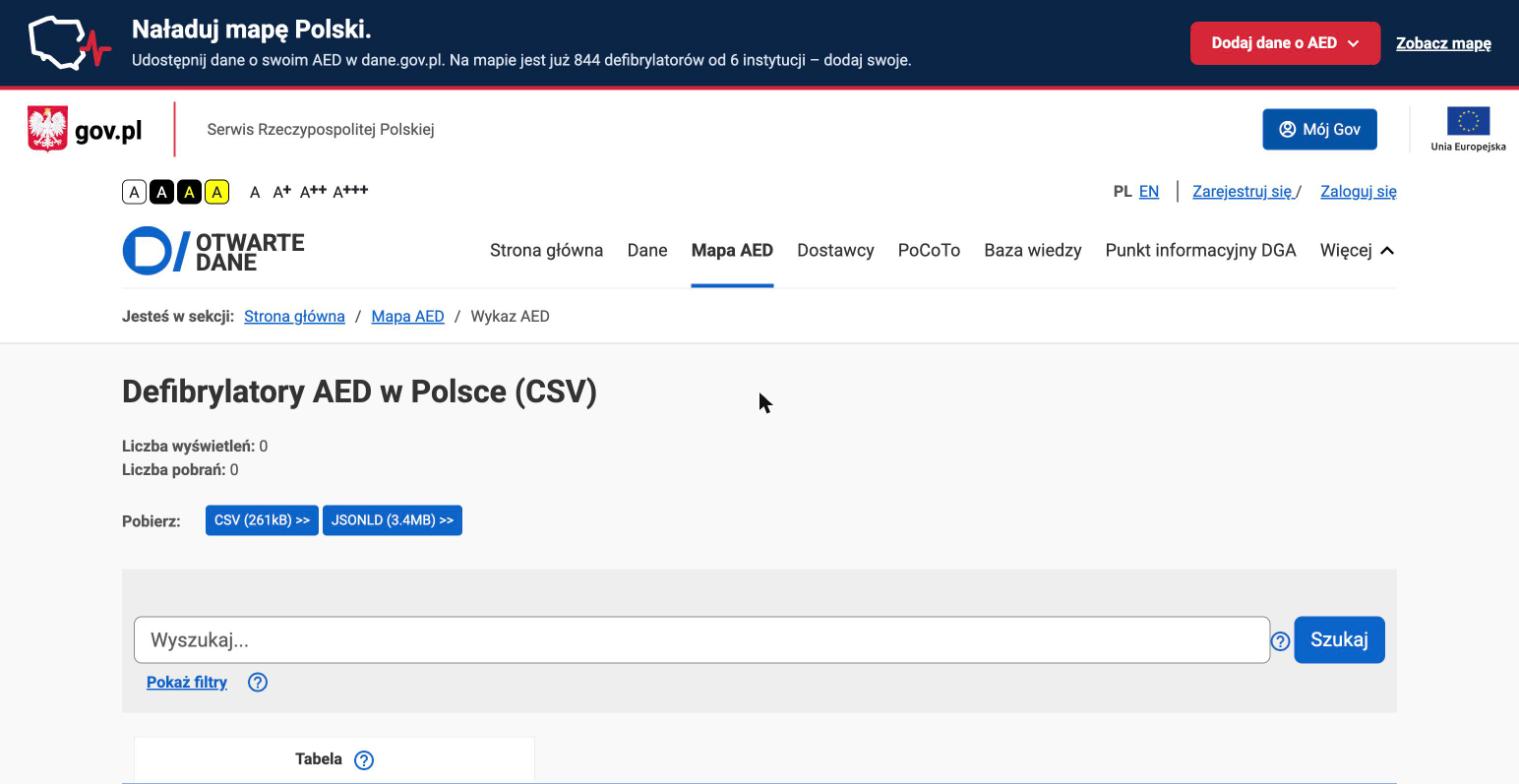 Naładuj mapę Polski.
Udostępnij dane o swoim AED w dane.gov.pl. Na mapie jest już 844 defibrylatorów od 6 instytucji – dodaj swoje.
Dodaj dane o AED
Zobacz mapę
gov.pl
Serwis Rzeczypospolitej Polskiej
Mój Gov
Unia Europejska
A A A A A A+ A++ A+++
PL EN Zarejestruj się / Zaloguj się
OTWARTE
DANE
Strona główna Dane Mapa AED Dostawcy PoCoTo Baza wiedzy Punkt informacyjny DGA Więcej
Jesteś w sekcji: Strona główna / Mapa AED / Wykaz AED
Defibrylatory AED w Polsce (CSV)
Liczba wyświetleń: 0
Liczba pobrań: 0
Pobierz: CSV (261kB) >> JSONLD (3.4MB) >>
Wyszukaj... ? Szukaj
Pokaż filtry ?
Tabela ?